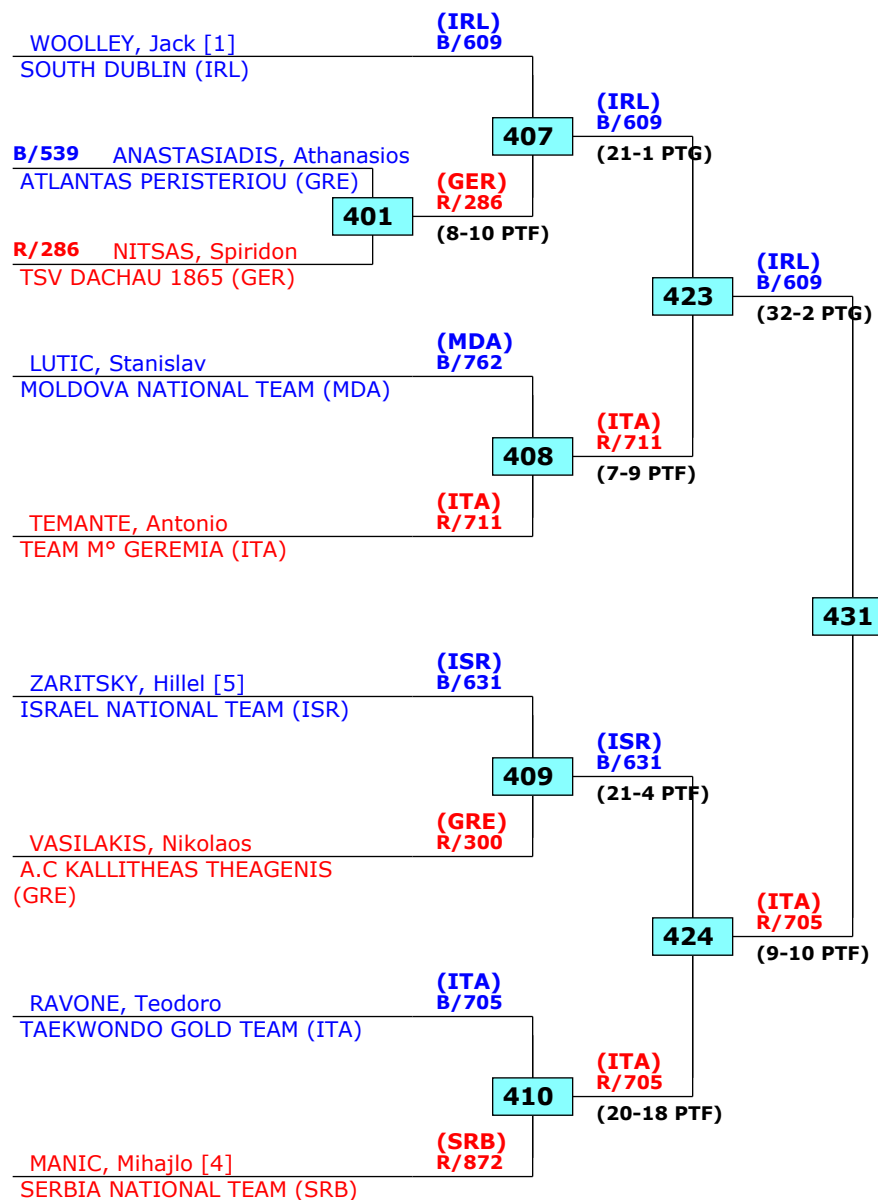 WOOLLEY, Jack [1]
SOUTH DUBLIN (IRL)
(IRL)
B/609
407
(IRL)
B/609
(21-1 PTG)
B/539 ANASTASIADIS, Athanasios
ATLANTAS PERISTERIOU (GRE)
401
(GER)
R/286
(8-10 PTF)
R/286 NITSAS, Spiridon
TSV DACHAU 1865 (GER)
423
(IRL)
B/609
(32-2 PTG)
LUTIC, Stanislav
MOLDOVA NATIONAL TEAM (MDA)
(MDA)
B/762
408
(ITA)
R/711
(7-9 PTF)
TEMANTE, Antonio
TEAM M° GEREMIA (ITA)
(ITA)
R/711
431
ZARITSKY, Hillel [5]
ISRAEL NATIONAL TEAM (ISR)
(ISR)
B/631
409
(ISR)
B/631
(21-4 PTF)
VASILAKIS, Nikolaos
A.C KALLITHEAS THEAGENIS
(GRE)
(GRE)
R/300
424
(ITA)
R/705
(9-10 PTF)
RAVONE, Teodoro
TAEKWONDO GOLD TEAM (ITA)
(ITA)
B/705
410
(ITA)
R/705
(20-18 PTF)
MANIC, Mihajlo [4]
SERBIA NATIONAL TEAM (SRB)
(SRB)
R/872